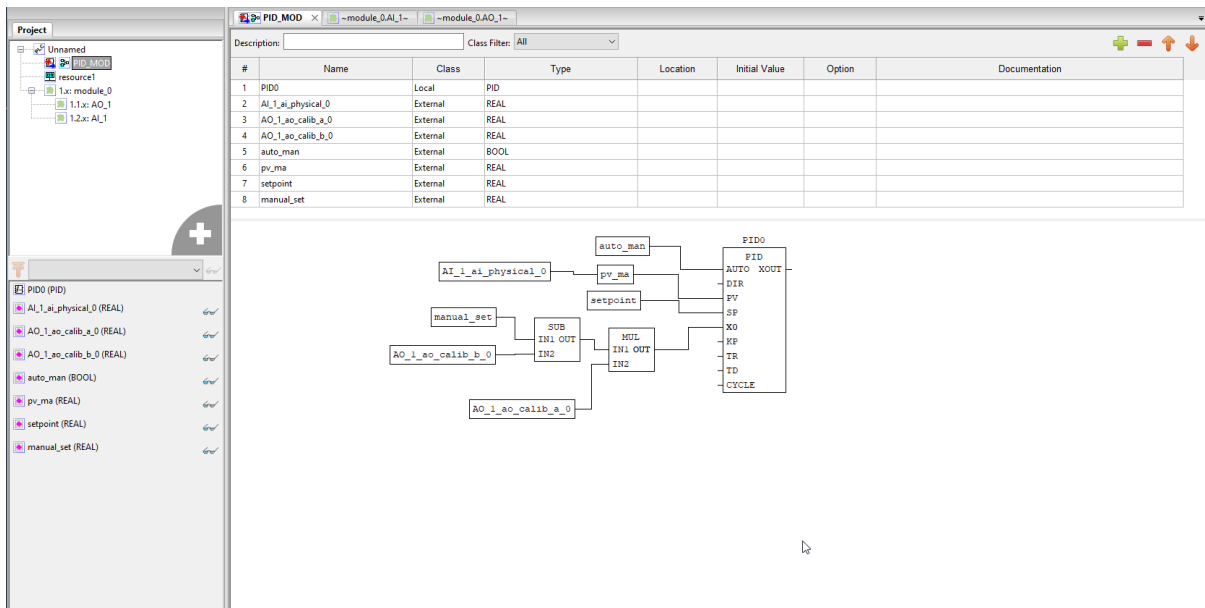 Project
Unnamed
PID_MOD
resource1
1.x: module_0
1.1.x: AO_1
1.2.x: AI_1
PID0 (PID)
AI_1_ai_physical_0 (REAL)
AO_1_ao_calib_a_0 (REAL)
AO_1_ao_calib_b_0 (REAL)
auto_man (BOOL)
pv_ma (REAL)
setpoint (REAL)
manual_set (REAL)
PID_MOD ~module_0.AI_1~ ~module_0.AO_1~
Description: Class Filter: All
# Name Class Type Location Initial Value Option Documentation
1 PID0 Local PID
2 AI_1_ai_physical_0 External REAL
3 AO_1_ao_calib_a_0 External REAL
4 AO_1_ao_calib_b_0 External REAL
5 auto_man External BOOL
6 pv_ma External REAL
7 setpoint External REAL
8 manual_set External REAL
PID0
auto_man
PID
AI_1_ai_physical_0
pv_ma
AUTO XOUT
DIR
setpoint
PV
SP
manual_set
SUB
X0
IN1 OUT
MUL
KP
AO_1_ao_calib_b_0
IN2
IN1 OUT
TR
IN2
TD
CYCLE
AO_1_ao_calib_a_0